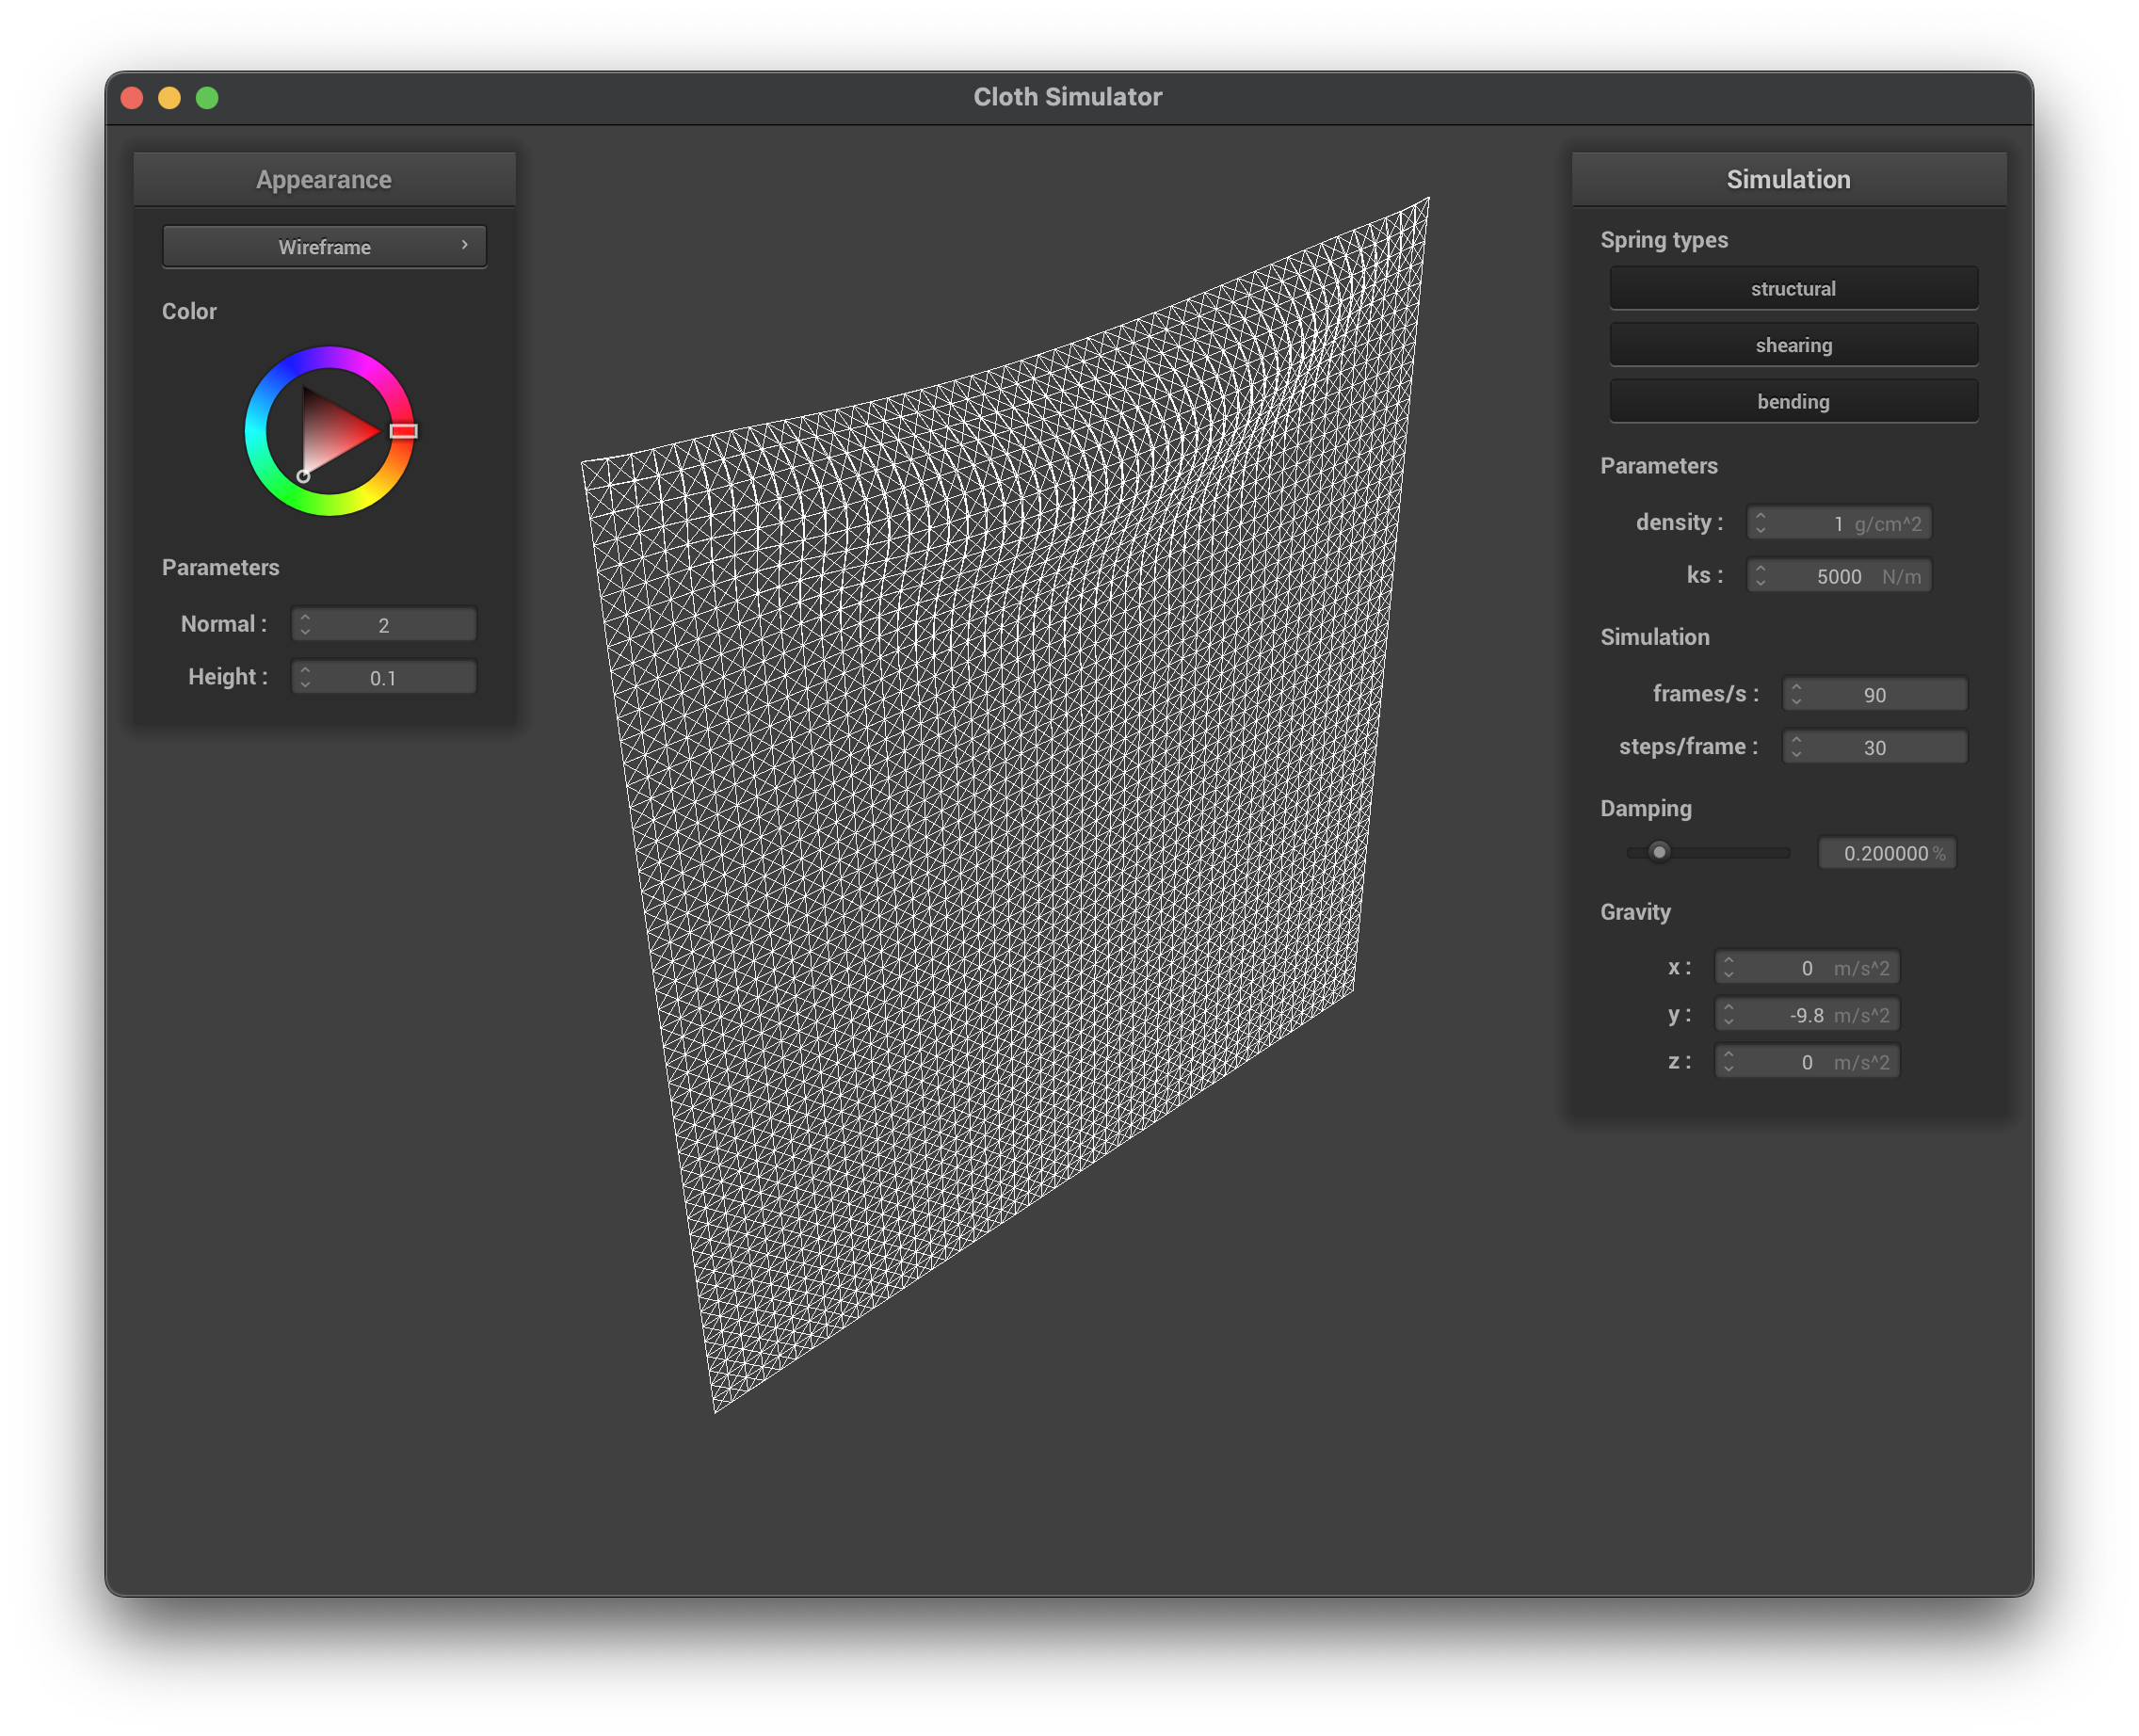 Cloth Simulator
Appearance
Wireframe
Color
Parameters
Normal : 2
Height : 0.1
Simulation
Spring types
structural
shearing
bending
Parameters
density : 1 g/cm^2
ks : 5000 N/m
Simulation
frames/s : 90
steps/frame : 30
Damping
0.200000 %
Gravity
x : 0 m/s^2
y : -9.8 m/s^2
z : 0 m/s^2